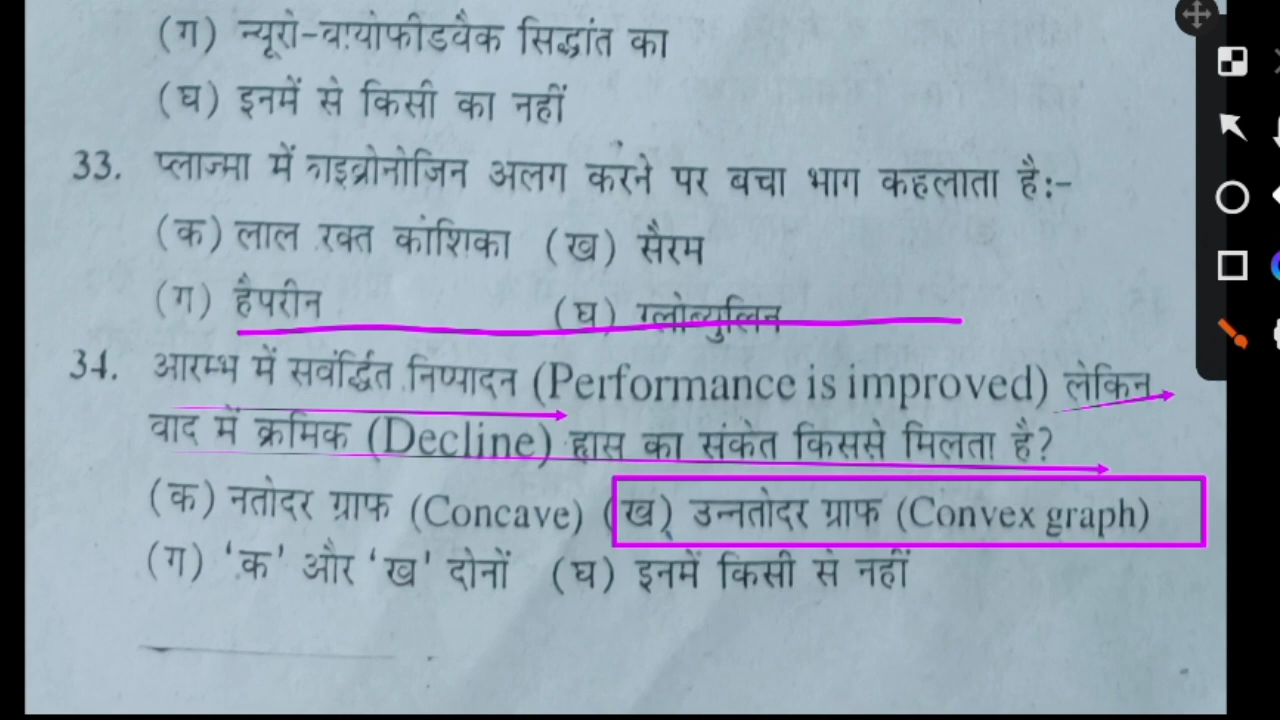 (ग) न्यूरो-वायोफीडवैक सिद्धांत का
(घ) इनमें से किसी का नहीं
33. प्लाज्मा में फाइब्रोनोजिन अलग करने पर बचा भाग कहलाता है:-
(क) लाल रक्त कोशिका (ख) सैरम
(ग) हैपरीन (घ) ग्लोब्युलिन
34. आरम्भ में सवंर्द्धित निष्पादन (Performance is improved) लेकिन
वाद में क्रमिक (Decline) ह्रास का संकेत किससे मिलता है?
(क) नतोदर ग्राफ (Concave) (ख) उन्नतोदर ग्राफ (Convex graph)
(ग) 'क' और 'ख' दोनों (घ) इनमें किसी से नहीं